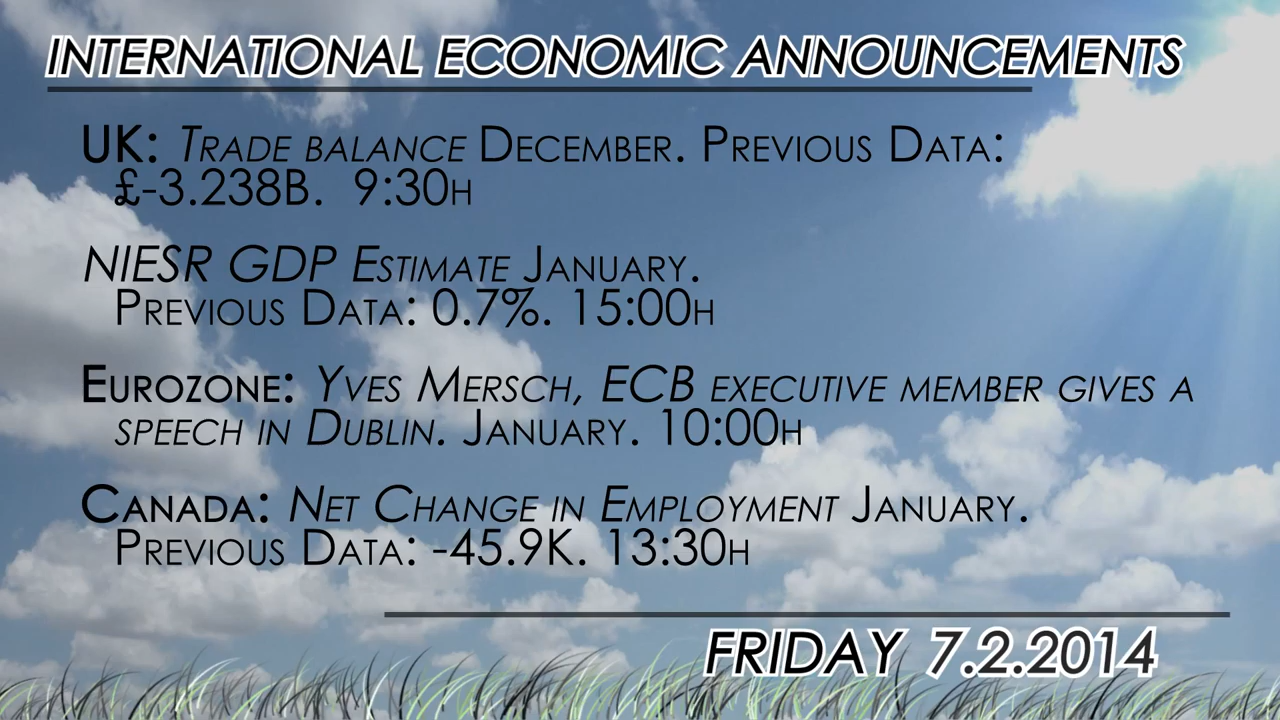 INTERNATIONAL ECONOMIC ANNOUNCEMENTS
UK: Trade balance December. Previous Data:
£-3.238B. 9:30h
NIESR GDP Estimate January.
Previous Data: 0.7%. 15:00h
Eurozone: Yves Mersch, ECB executive member gives a
speech in Dublin. January. 10:00h
Canada: Net Change in Employment January.
Previous Data: -45.9K. 13:30h
FRIDAY 7.2.2014